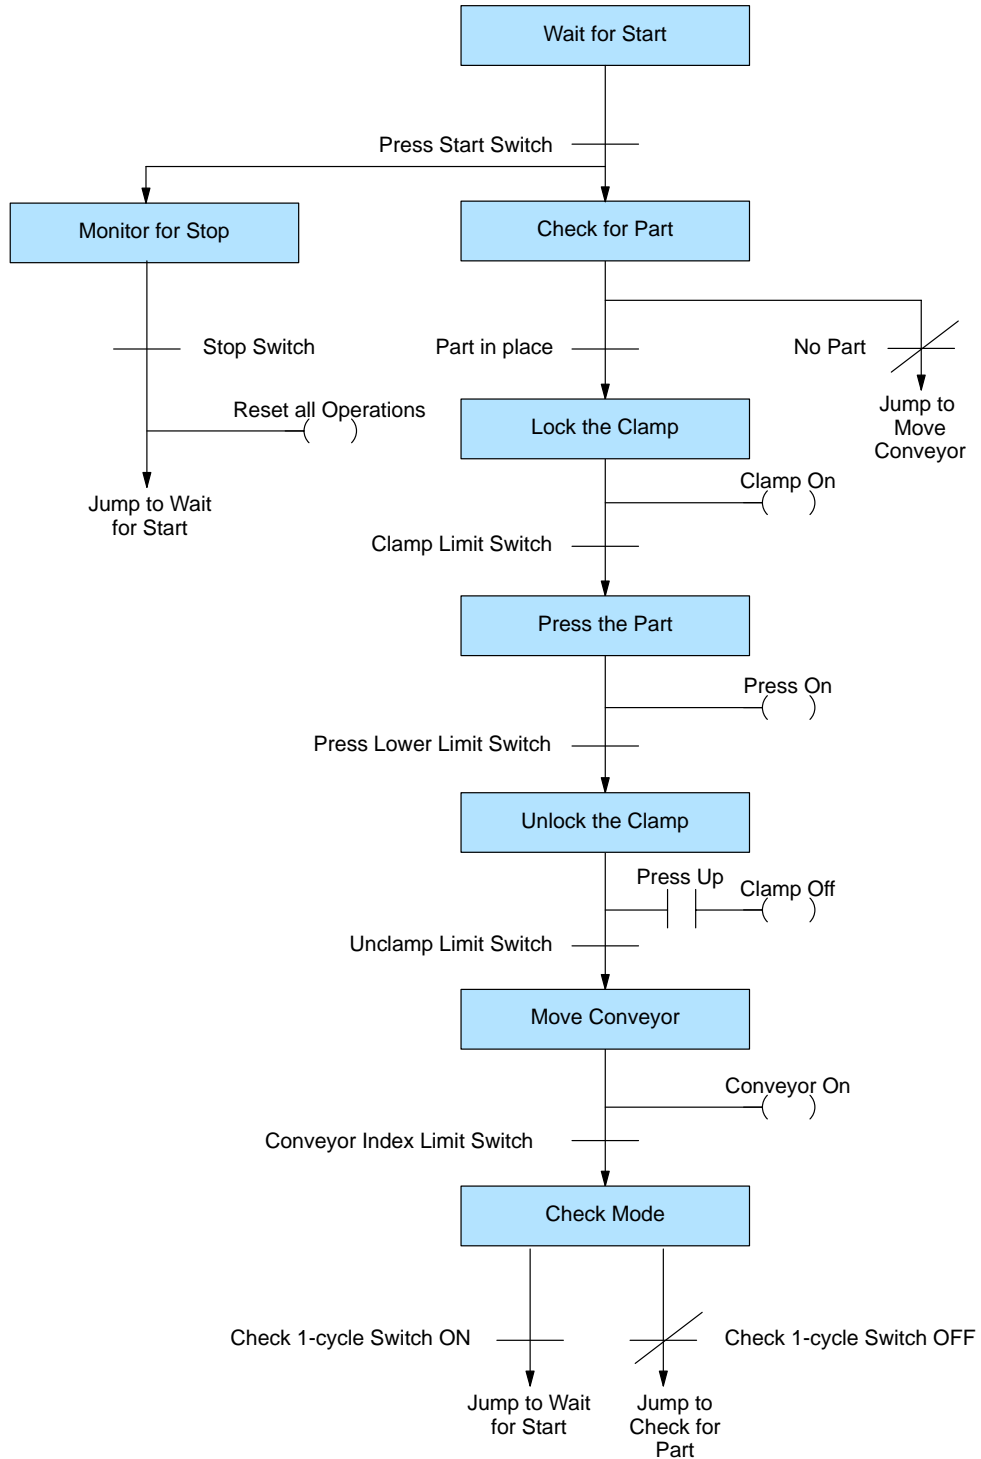 Wait for Start
Press Start Switch
Monitor for Stop
Check for Part
Stop Switch
Part in place
No Part
Reset all Operations
Jump to
Move
Conveyor
Lock the Clamp
Jump to Wait
for Start
Clamp On
Clamp Limit Switch
Press the Part
Press On
Press Lower Limit Switch
Unlock the Clamp
Press Up
Clamp Off
Unclamp Limit Switch
Move Conveyor
Conveyor On
Conveyor Index Limit Switch
Check Mode
Check 1-cycle Switch ON
Check 1-cycle Switch OFF
Jump to Wait
for Start
Jump to
Check for
Part